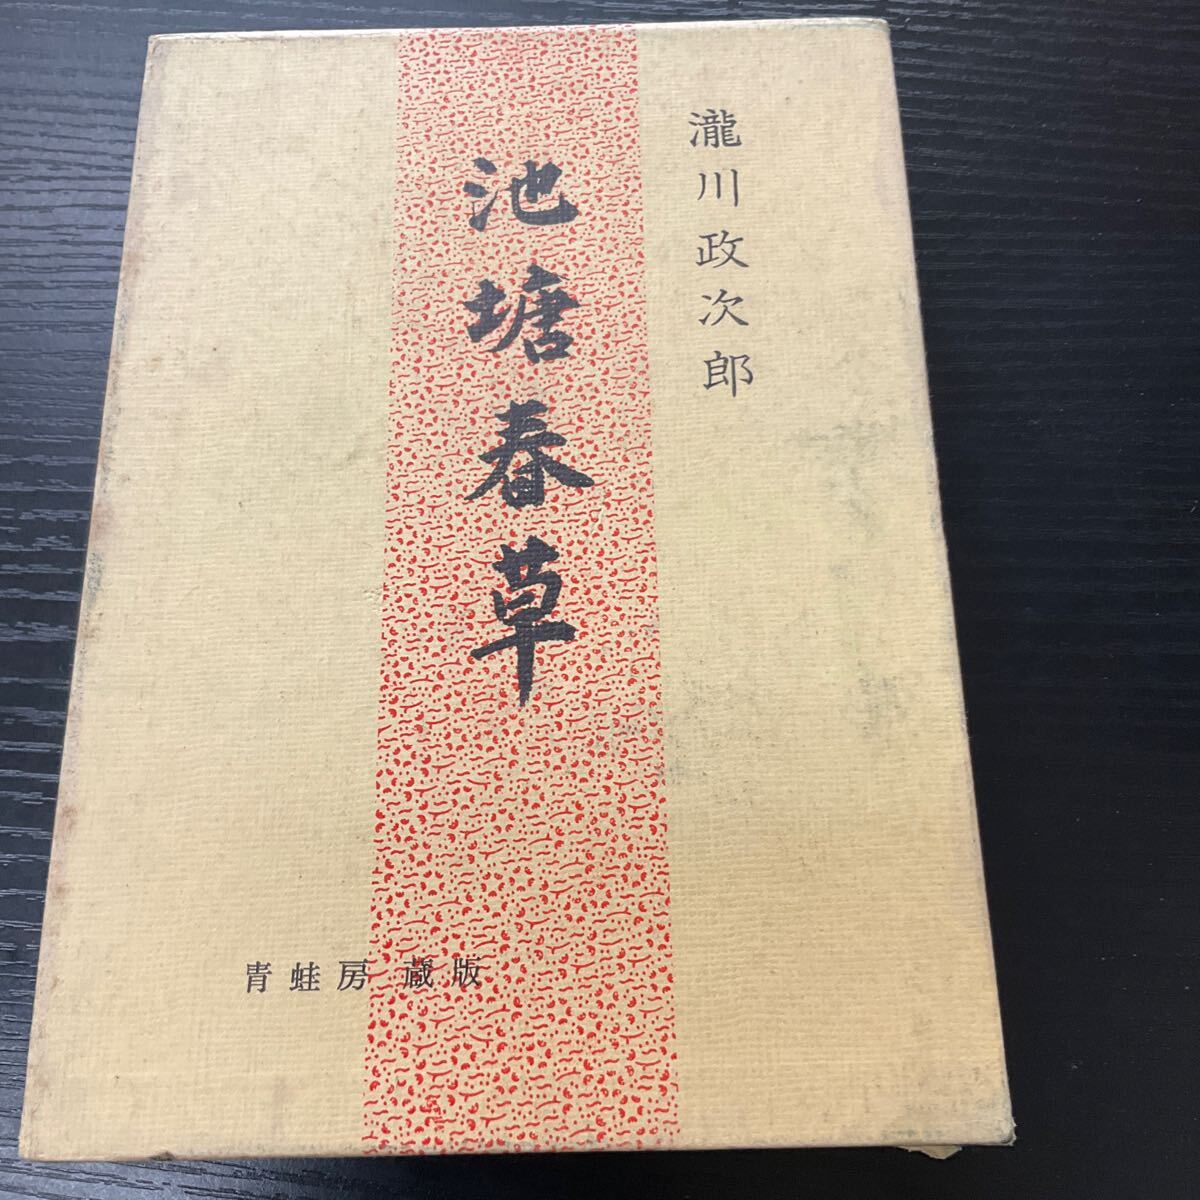 瀧川政次郎
池塘春草
青蛙房 蔵版